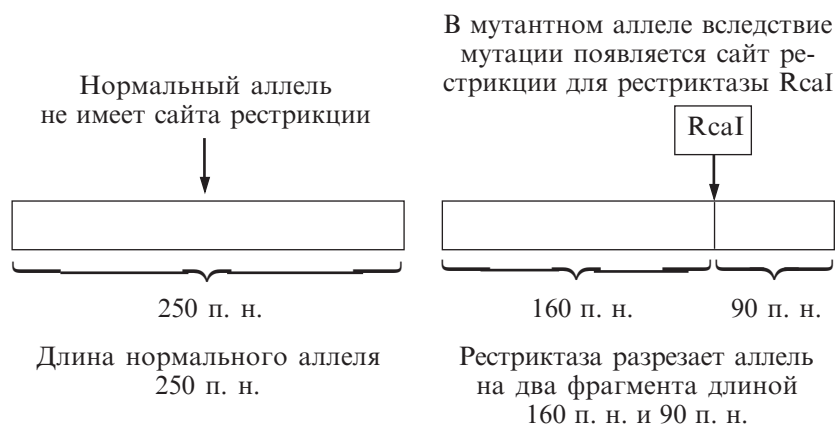 Нормальный аллель
не имеет сайта рестрикции
250 п. н.
Длина нормального аллеля
250 п. н.
В мутантном аллеле вследствие
мутации появляется сайт ре-
стрикции для рестриктазы RcaI
RcaI
160 п. н.
90 п. н.
Рестриктаза разрезает аллель
на два фрагмента длиной
160 п. н. и 90 п. н.